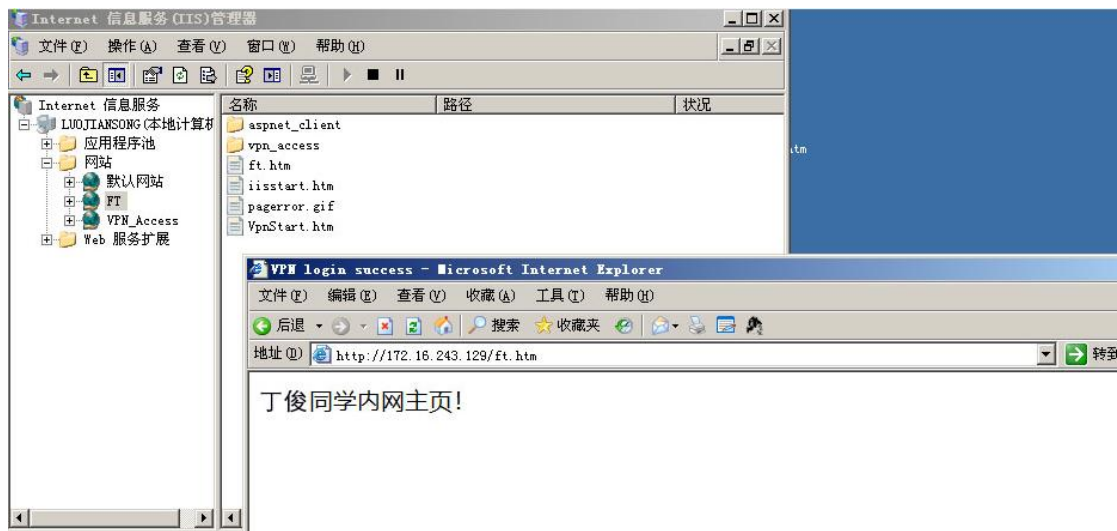 Internet 信息服务(IIS)管理器
文件(F) 操作(A) 查看(V) 窗口(W) 帮助(H)
Internet 信息服务
LUOJIANSONG(本地计算机
应用程序池
网站
默认网站
FT
VPN_Access
Web 服务扩展
名称 路径 状况
aspnet_client
vpn_access
ft.htm
iisstart.htm
pagerror.gif
VpnStart.htm
tm
VPN login success - Microsoft Internet Explorer
文件(F) 编辑(E) 查看(V) 收藏(A) 工具(T) 帮助(H)
后退 搜索 收藏夹
地址(D) http://172.16.243.129/ft.htm 转到
丁俊同学内网主页!